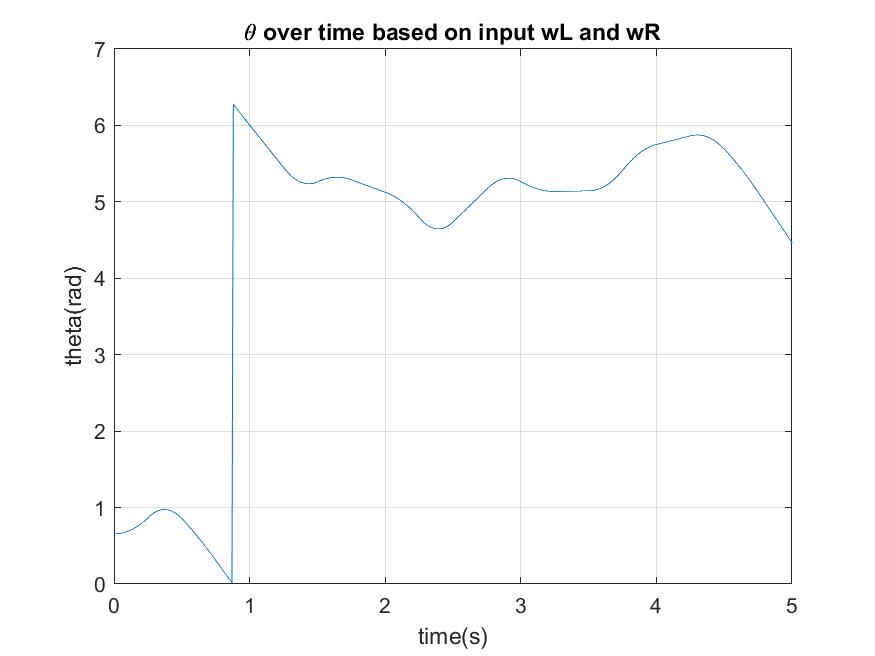 θ over time based on input wL and wR
7
6
5
4
3
2
1
0
theta(rad)
0 1 2 3 4 5
time(s)